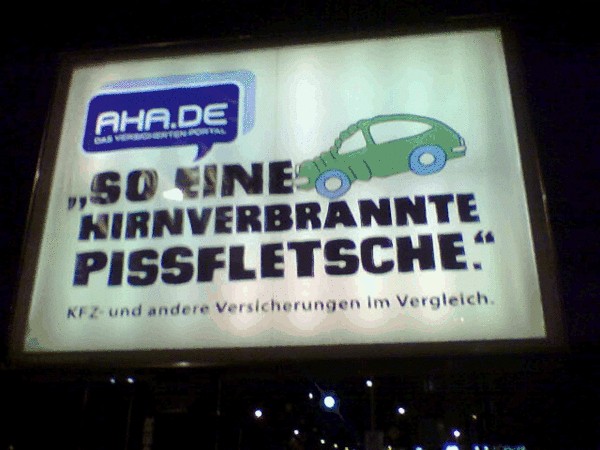 AHA.DE
DAS VERSICHERTEN-PORTAL
„SO EINE
HIRNVERBRANNTE
PISSFLETSCHE.“
KFZ- und andere Versicherungen im Vergleich.